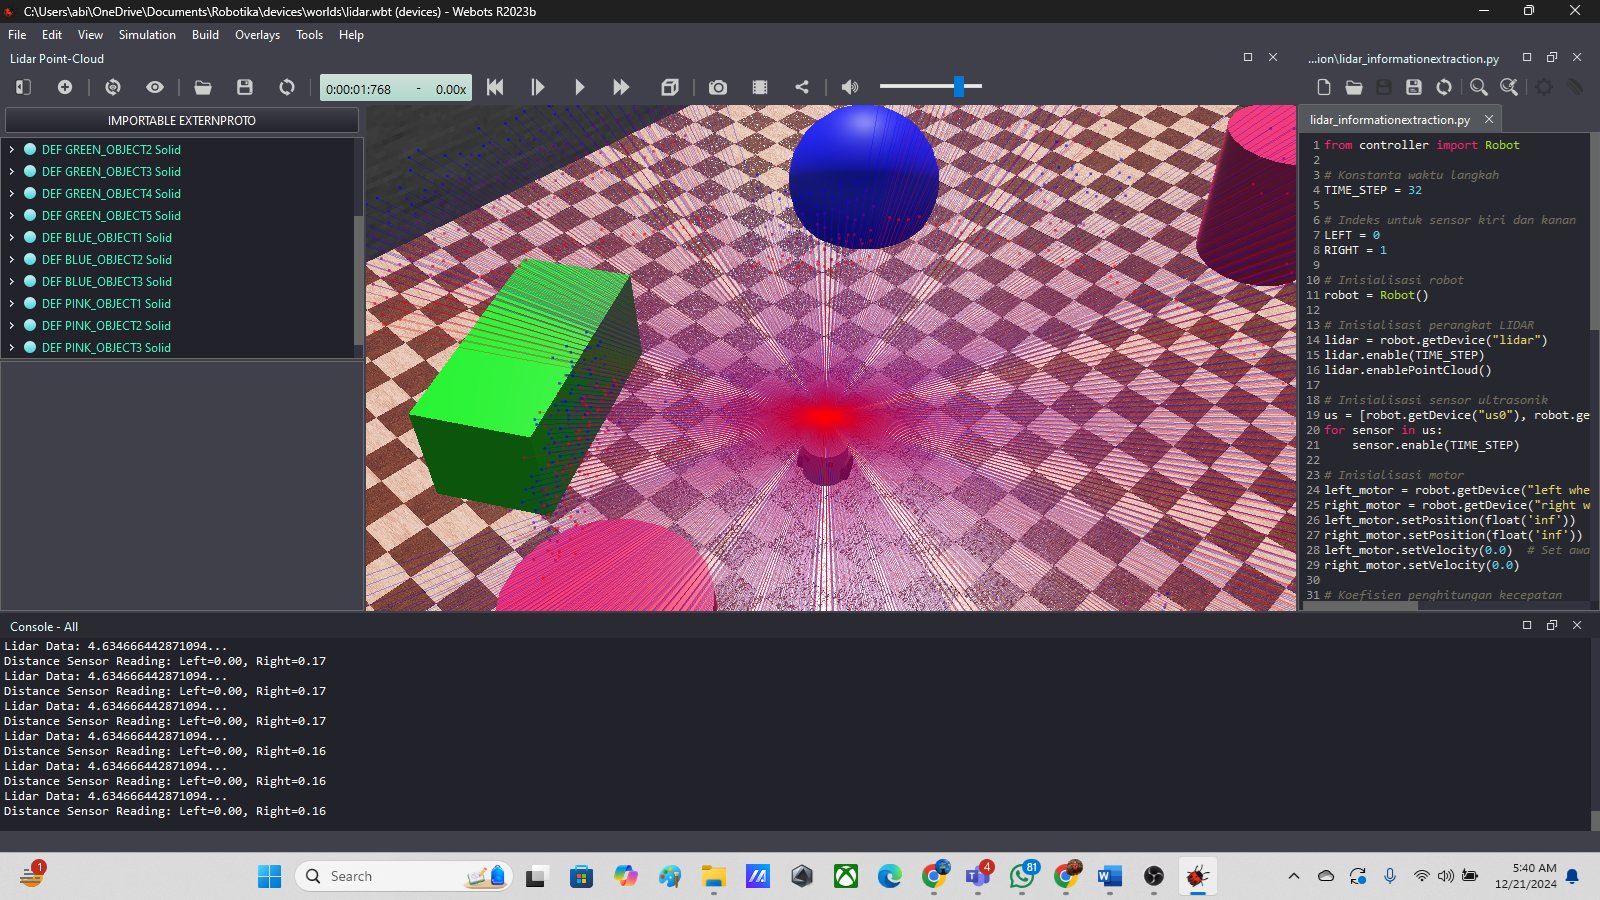 C:\Users\abi\OneDrive\Documents\Robotika\devices\worlds\lidar.wbt (devices) - Webots R2023b
File Edit View Simulation Build Overlays Tools Help
Lidar Point-Cloud
0:00:01:768 - 0.00x
IMPORTABLE EXTERNPROTO
DEF GREEN_OBJECT2 Solid
DEF GREEN_OBJECT3 Solid
DEF GREEN_OBJECT4 Solid
DEF GREEN_OBJECT5 Solid
DEF BLUE_OBJECT1 Solid
DEF BLUE_OBJECT2 Solid
DEF BLUE_OBJECT3 Solid
DEF PINK_OBJECT1 Solid
DEF PINK_OBJECT2 Solid
DEF PINK_OBJECT3 Solid
...ion\lidar_informationextraction.py
lidar_informationextraction.py
1 from controller import Robot
2
3 # Konstanta waktu langkah
4 TIME_STEP = 32
5
6 # Indeks untuk sensor kiri dan kanan
7 LEFT = 0
8 RIGHT = 1
9
10 # Inisialisasi robot
11 robot = Robot()
12
13 # Inisialisasi perangkat LIDAR
14 lidar = robot.getDevice("lidar")
15 lidar.enable(TIME_STEP)
16 lidar.enablePointCloud()
17
18 # Inisialisasi sensor ultrasonik
19 us = [robot.getDevice("us0"), robot.ge
20 for sensor in us:
21 sensor.enable(TIME_STEP)
22
23 # Inisialisasi motor
24 left_motor = robot.getDevice("left whe
25 right_motor = robot.getDevice("right w
26 left_motor.setPosition(float('inf'))
27 right_motor.setPosition(float('inf'))
28 left_motor.setVelocity(0.0) # Set awa
29 right_motor.setVelocity(0.0)
30
31 # Koefisien penghitungan kecepatan
Console - All
Lidar Data: 4.634666442871094...
Distance Sensor Reading: Left=0.00, Right=0.17
Lidar Data: 4.634666442871094...
Distance Sensor Reading: Left=0.00, Right=0.17
Lidar Data: 4.634666442871094...
Distance Sensor Reading: Left=0.00, Right=0.17
Lidar Data: 4.634666442871094...
Distance Sensor Reading: Left=0.00, Right=0.16
Lidar Data: 4.634666442871094...
Distance Sensor Reading: Left=0.00, Right=0.16
Lidar Data: 4.634666442871094...
Distance Sensor Reading: Left=0.00, Right=0.16
1
Search
4
81
5:40 AM
12/21/2024